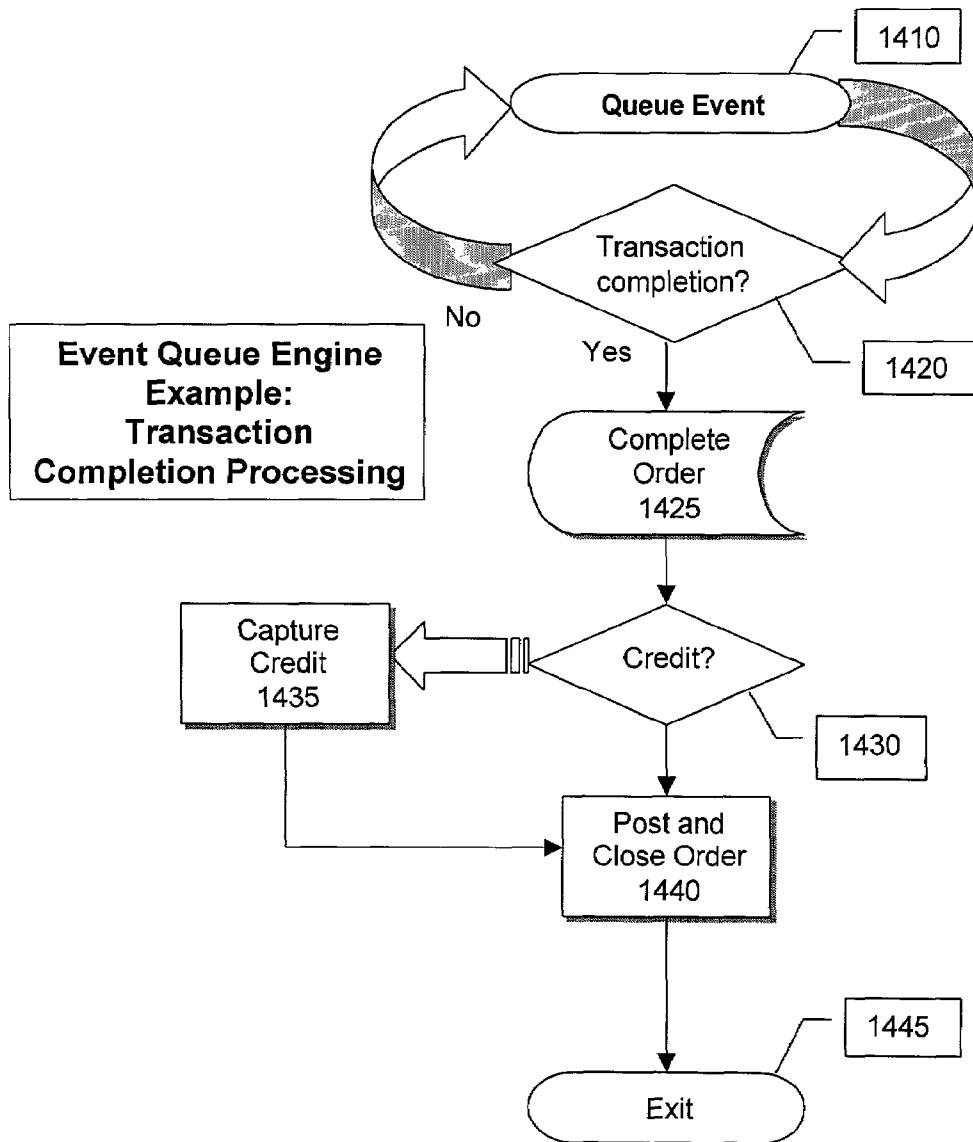 1410
Queue Event
Transaction
completion?
No
Yes
1420
Event Queue Engine
Example:
Transaction
Completion Processing
Complete
Order
1425
Capture
Credit
1435
Credit?
1430
Post and
Close Order
1440
1445
Exit